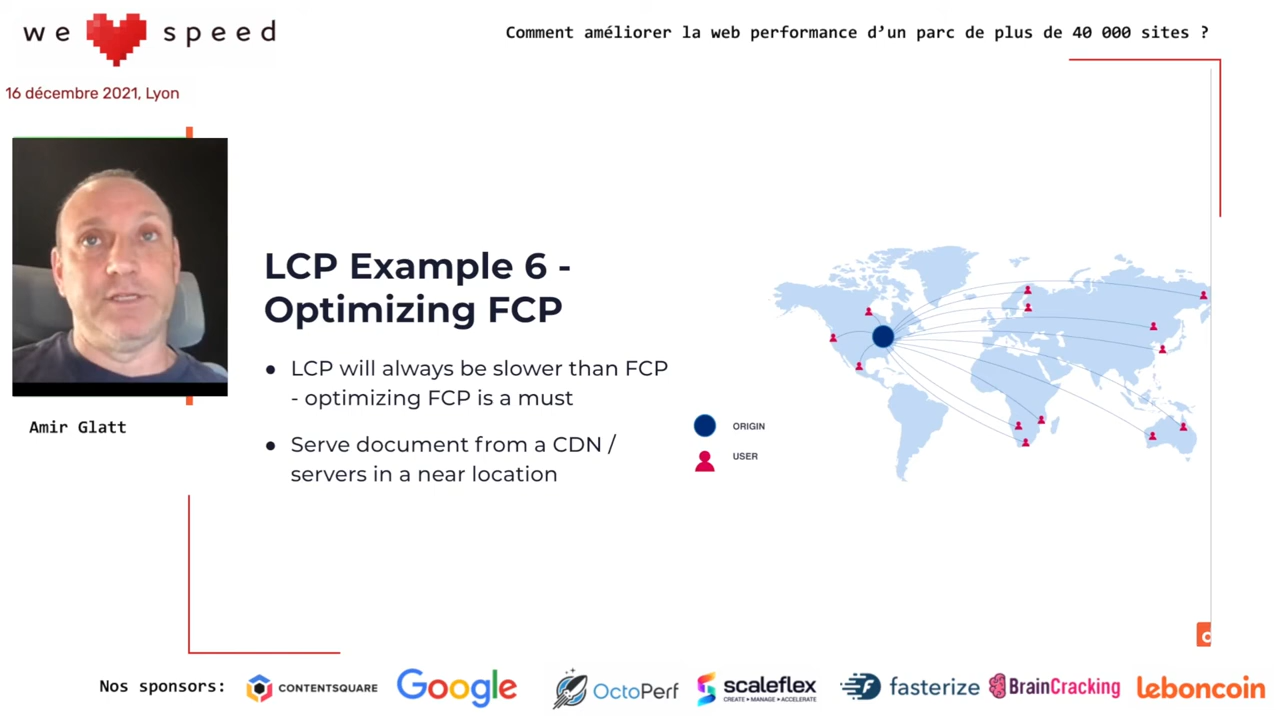 we speed
Comment améliorer la web performance d’un parc de plus de 40 000 sites ?
16 décembre 2021, Lyon
Amir Glatt
LCP Example 6 -
Optimizing FCP
● LCP will always be slower than FCP
- optimizing FCP is a must
● Serve document from a CDN /
servers in a near location
ORIGIN
USER
Nos sponsors:
CONTENTSQUARE
Google
OctoPerf
scaleflex
CREATE • MANAGE • ACCELERATE
fasterize
BrainCracking
leboncoin